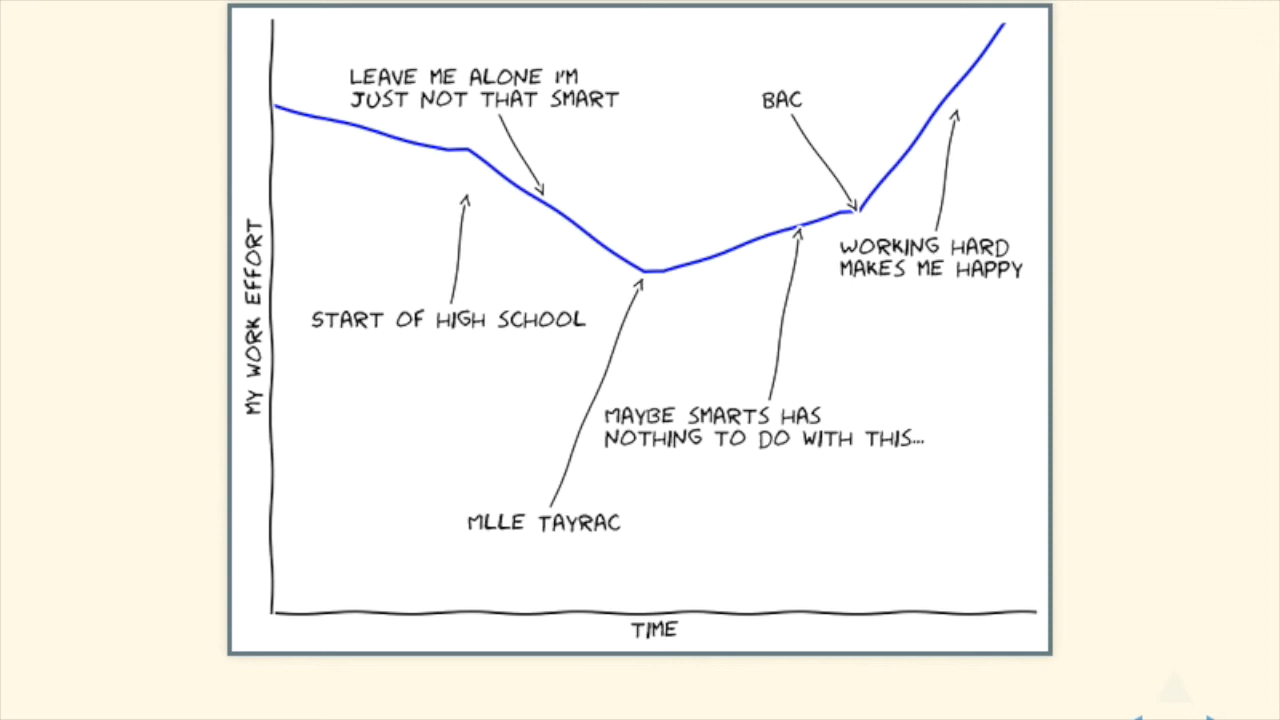 LEAVE ME ALONE I'M
JUST NOT THAT SMART
BAC
WORKING HARD
MAKES ME HAPPY
START OF HIGH SCHOOL
MAYBE SMARTS HAS
NOTHING TO DO WITH THIS...
MLLE TAYRAC
MY WORK EFFORT
TIME